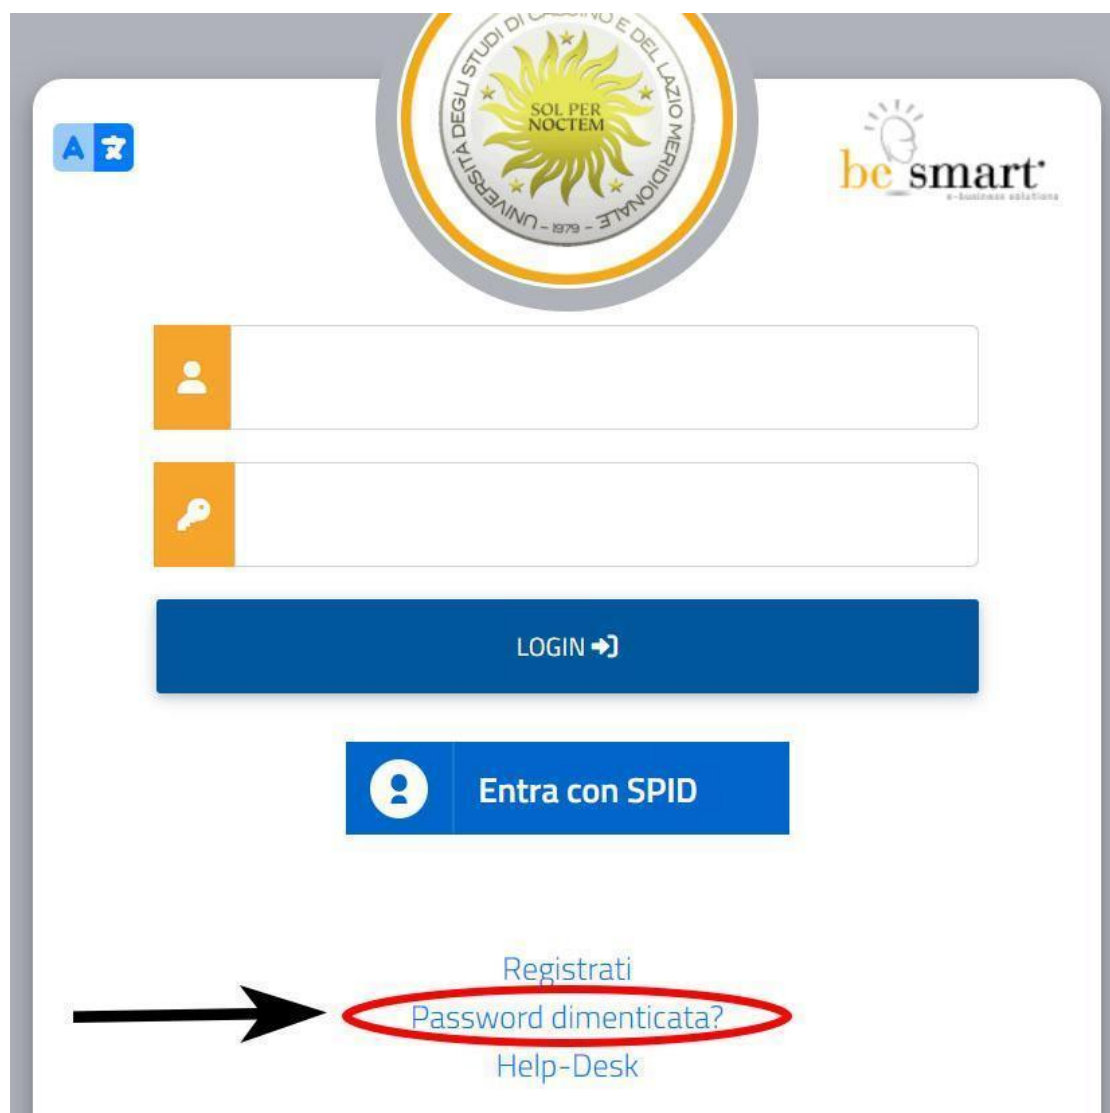 UNIVERSITÀ DEGLI STUDI DI CASSINO E DEL LAZIO MERIDIONALE
SOL PER
NOCTEM
- 1979 -
A
be smart
e-business solutions
LOGIN
Entra con SPID
Registrati
Password dimenticata?
Help-Desk